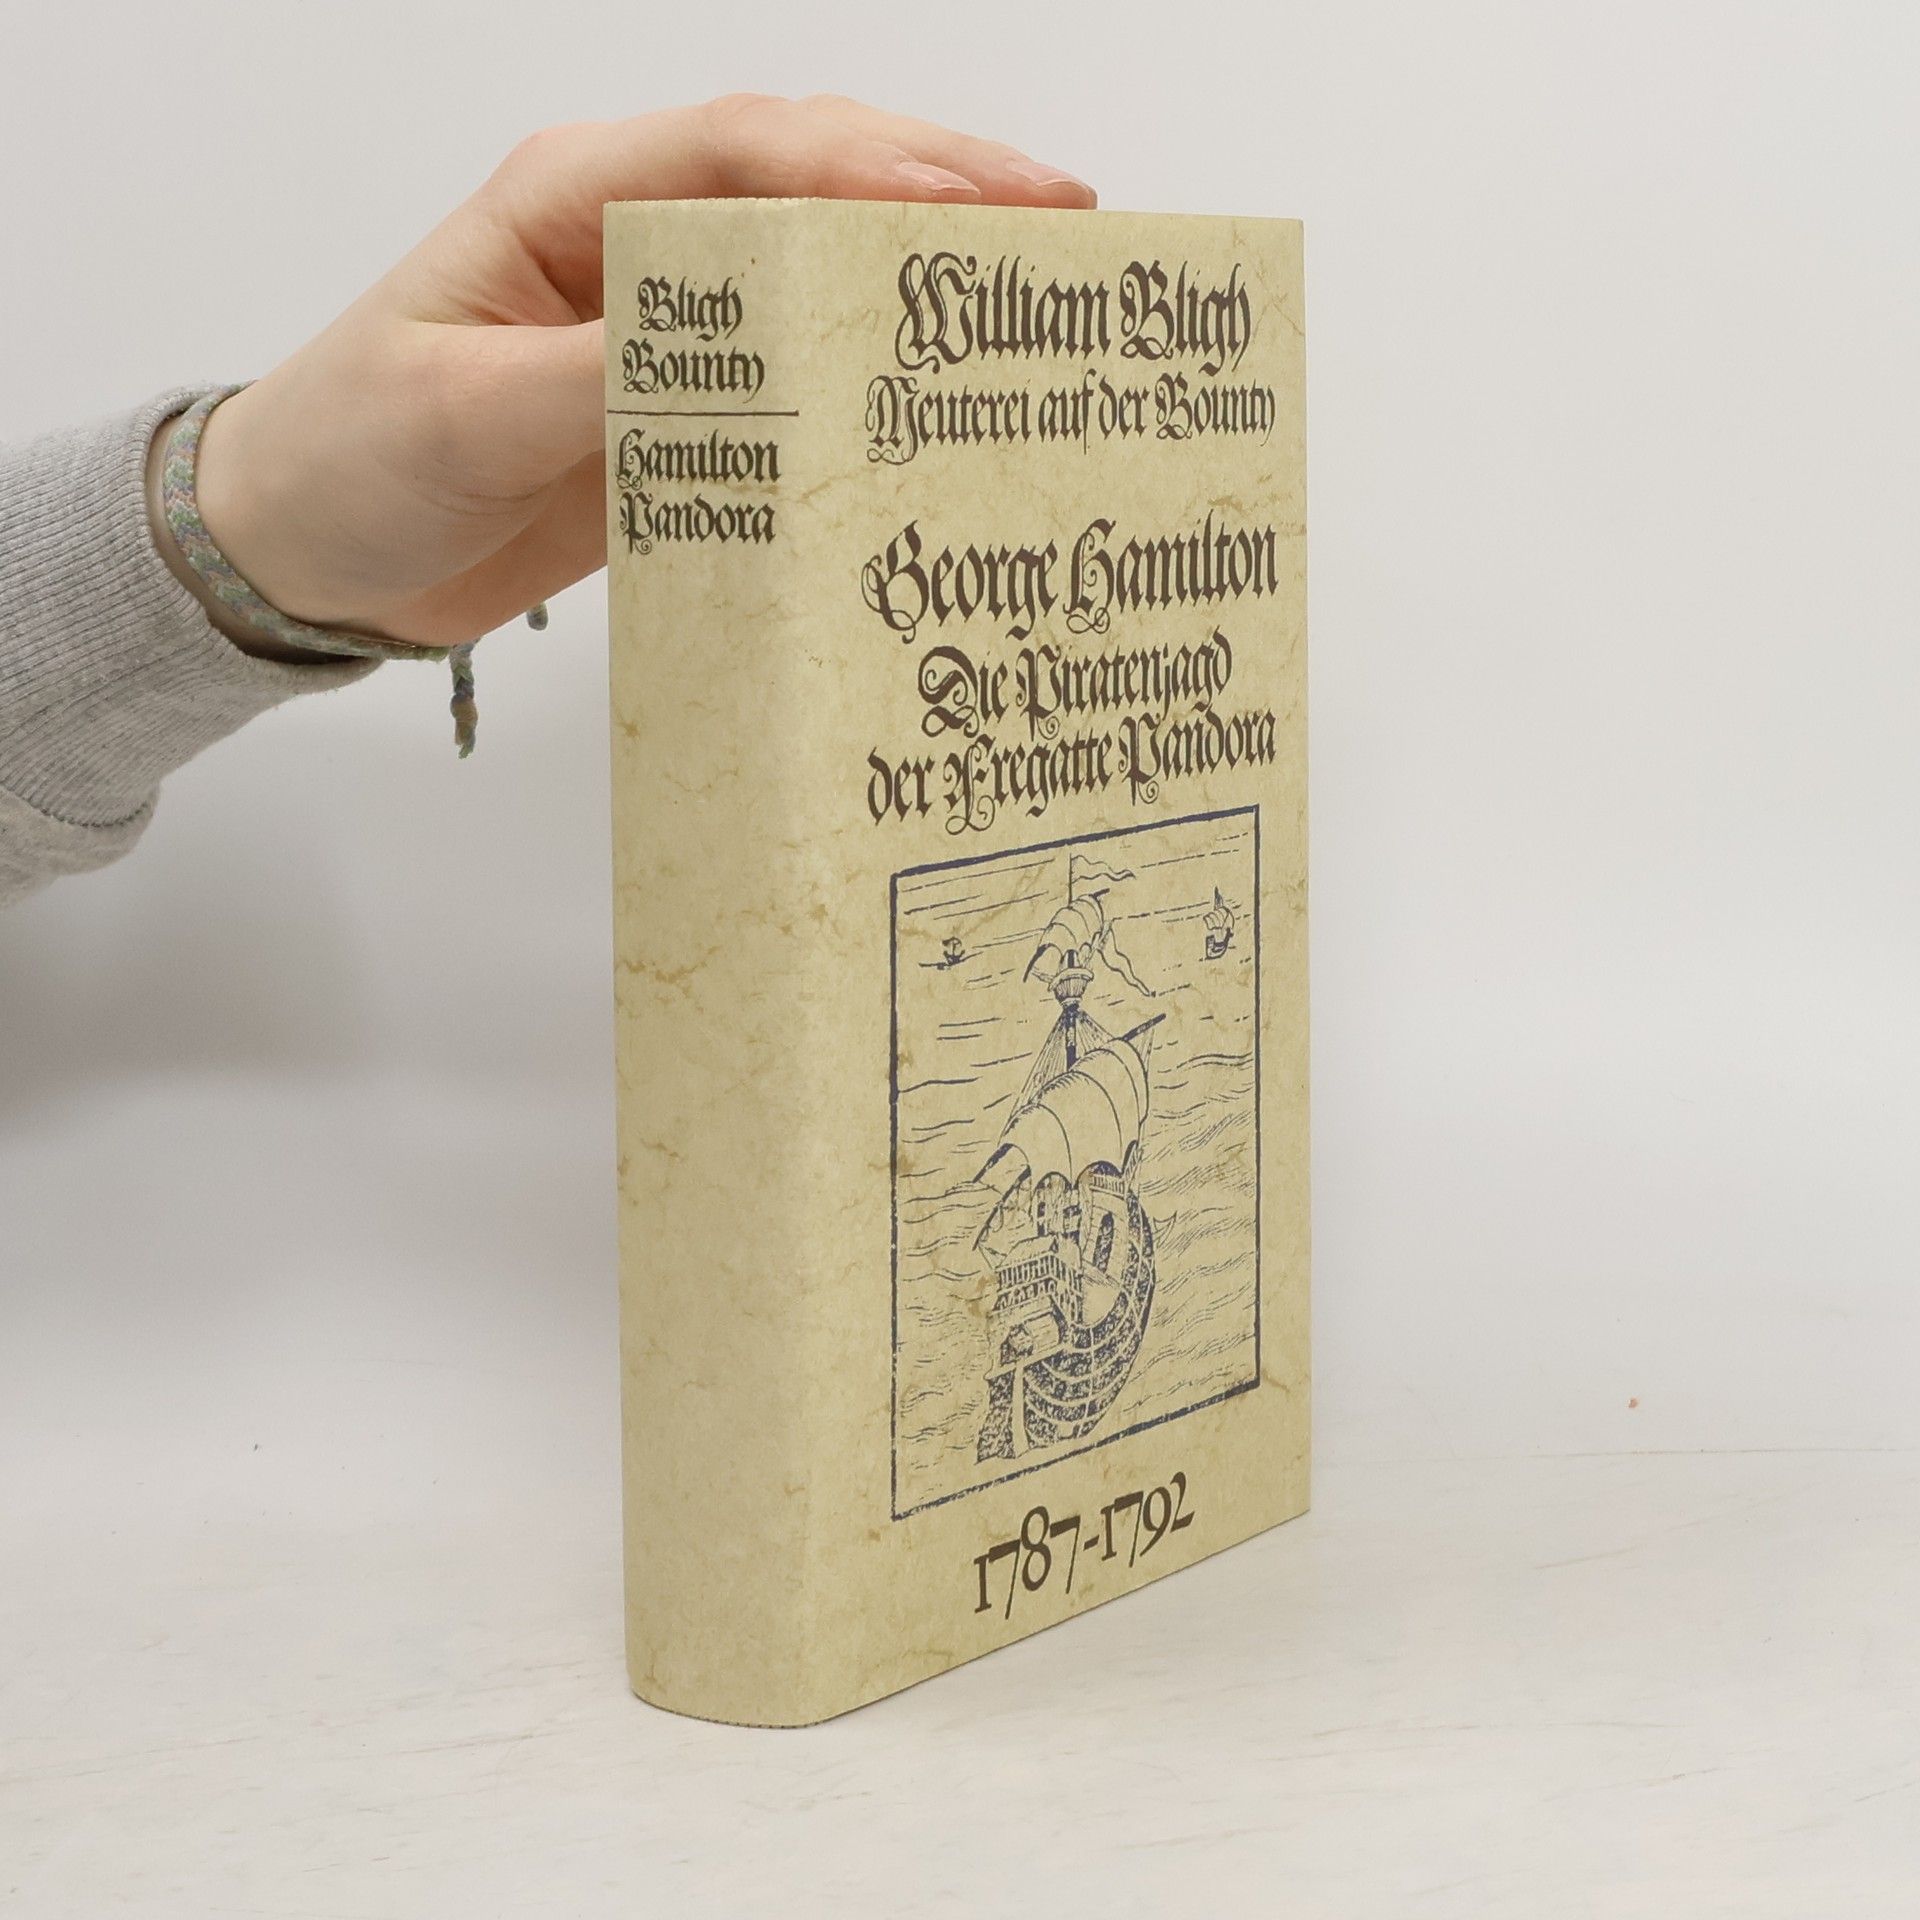 Bligh
Bounty
Hamilton
Pandora
William Bligh
Meuterei auf der Bounty
George Hamilton
Die Piratenjagd
der Fregatte Pandora
1787-1792